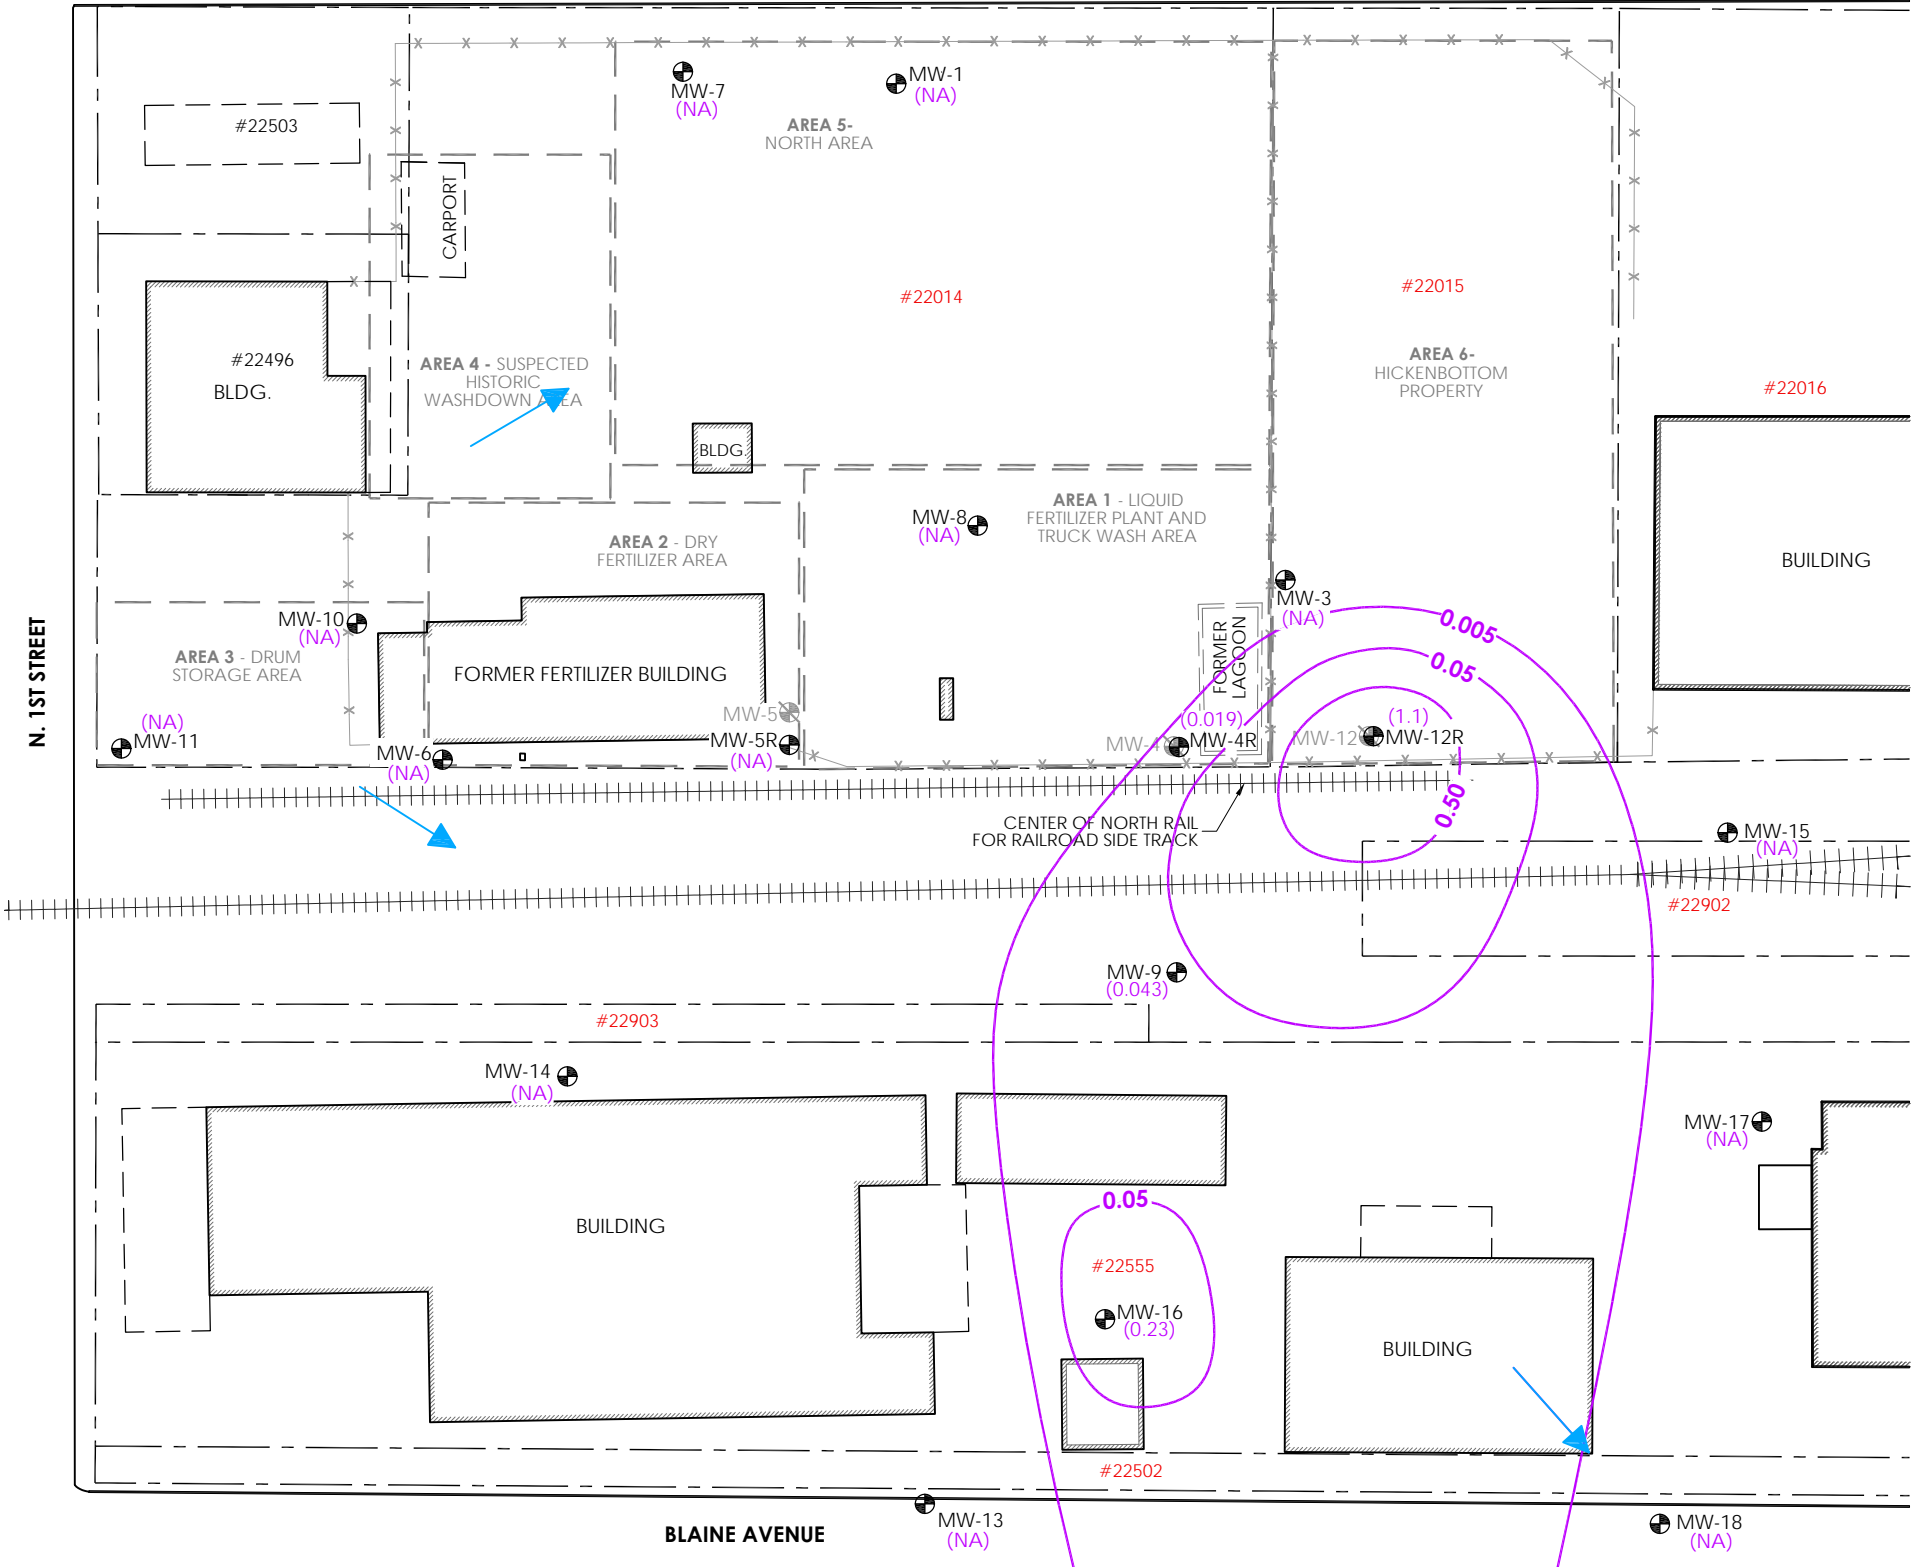 MW-1
(NA)
MW-7
(NA)
#22503
AREA 5-
NORTH AREA
CARPORT
#22014
#22015
#22496
BLDG.
AREA 4 - SUSPECTED
HISTORIC
WASHDOWN AREA
AREA 6-
HICKENBOTTOM
PROPERTY
#22016
BLDG.
AREA 1 - LIQUID
FERTILIZER PLANT AND
TRUCK WASH AREA
MW-8
(NA)
AREA 2 - DRY
FERTILIZER AREA
BUILDING
MW-3
(NA)
MW-10
(NA)
0.005
0.05
N. 1ST STREET
AREA 3 - DRUM
STORAGE AREA
FORMER FERTILIZER BUILDING
FORMER
LAGOON
(NA)
MW-11
MW-5
MW-5R
(NA)
MW-6
(NA)
(0.019)
MW-4
MW-4R
(1.1)
MW-12
MW-12R
0.50
CENTER OF NORTH RAIL
FOR RAILROAD SIDE TRACK
MW-15
(NA)
#22902
MW-9
(0.043)
#22903
MW-14
(NA)
MW-17
(NA)
0.05
BUILDING
#22555
MW-16
(0.23)
BUILDING
#22502
MW-13
(NA)
BLAINE AVENUE
MW-18
(NA)